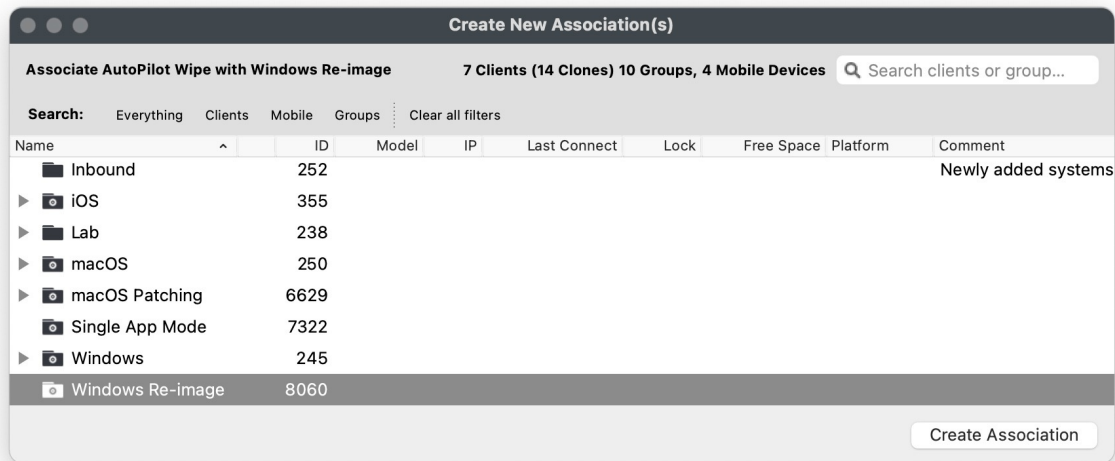 Create New Association(s)
Associate AutoPilot Wipe with Windows Re-image 7 Clients (14 Clones) 10 Groups, 4 Mobile Devices Search clients or group...
Search: Everything Clients Mobile Groups Clear all filters
Name ID Model IP Last Connect Lock Free Space Platform Comment
Inbound 252 Newly added systems
iOS 355
Lab 238
macOS 250
macOS Patching 6629
Single App Mode 7322
Windows 245
Windows Re-image 8060
Create Association